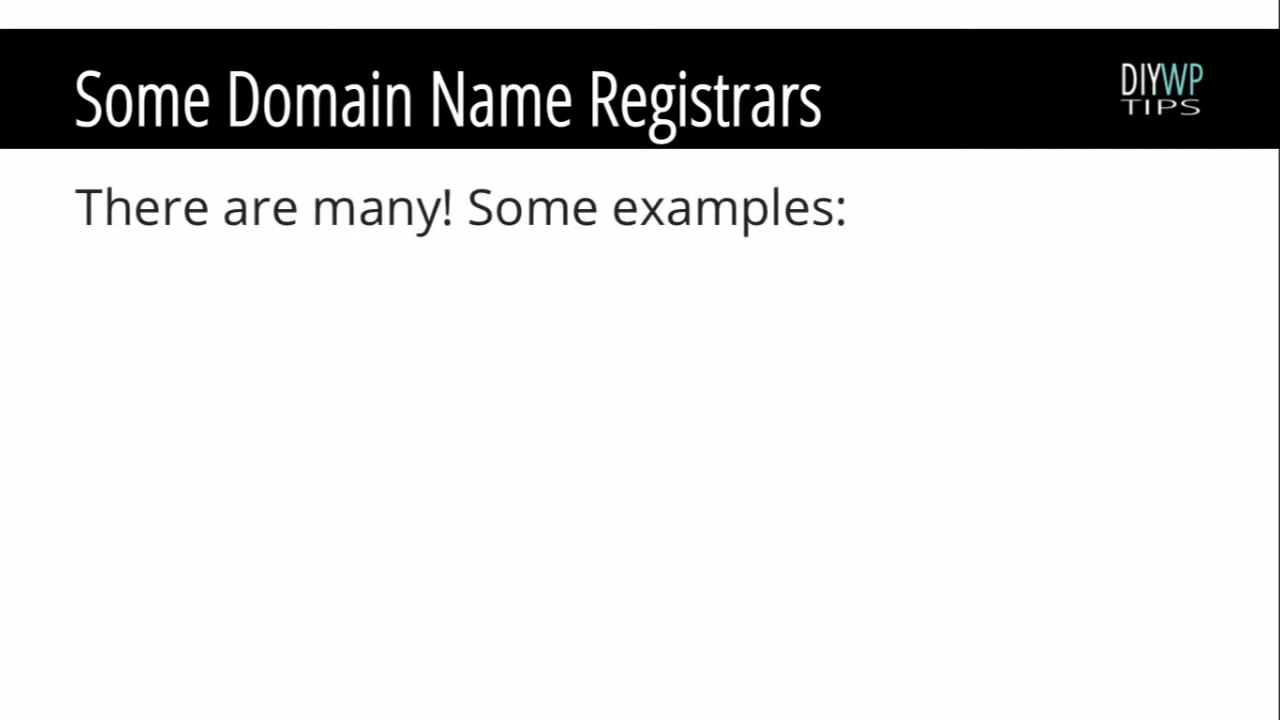 Some Domain Name Registrars
DIYWP
TIPS
There are many! Some examples: